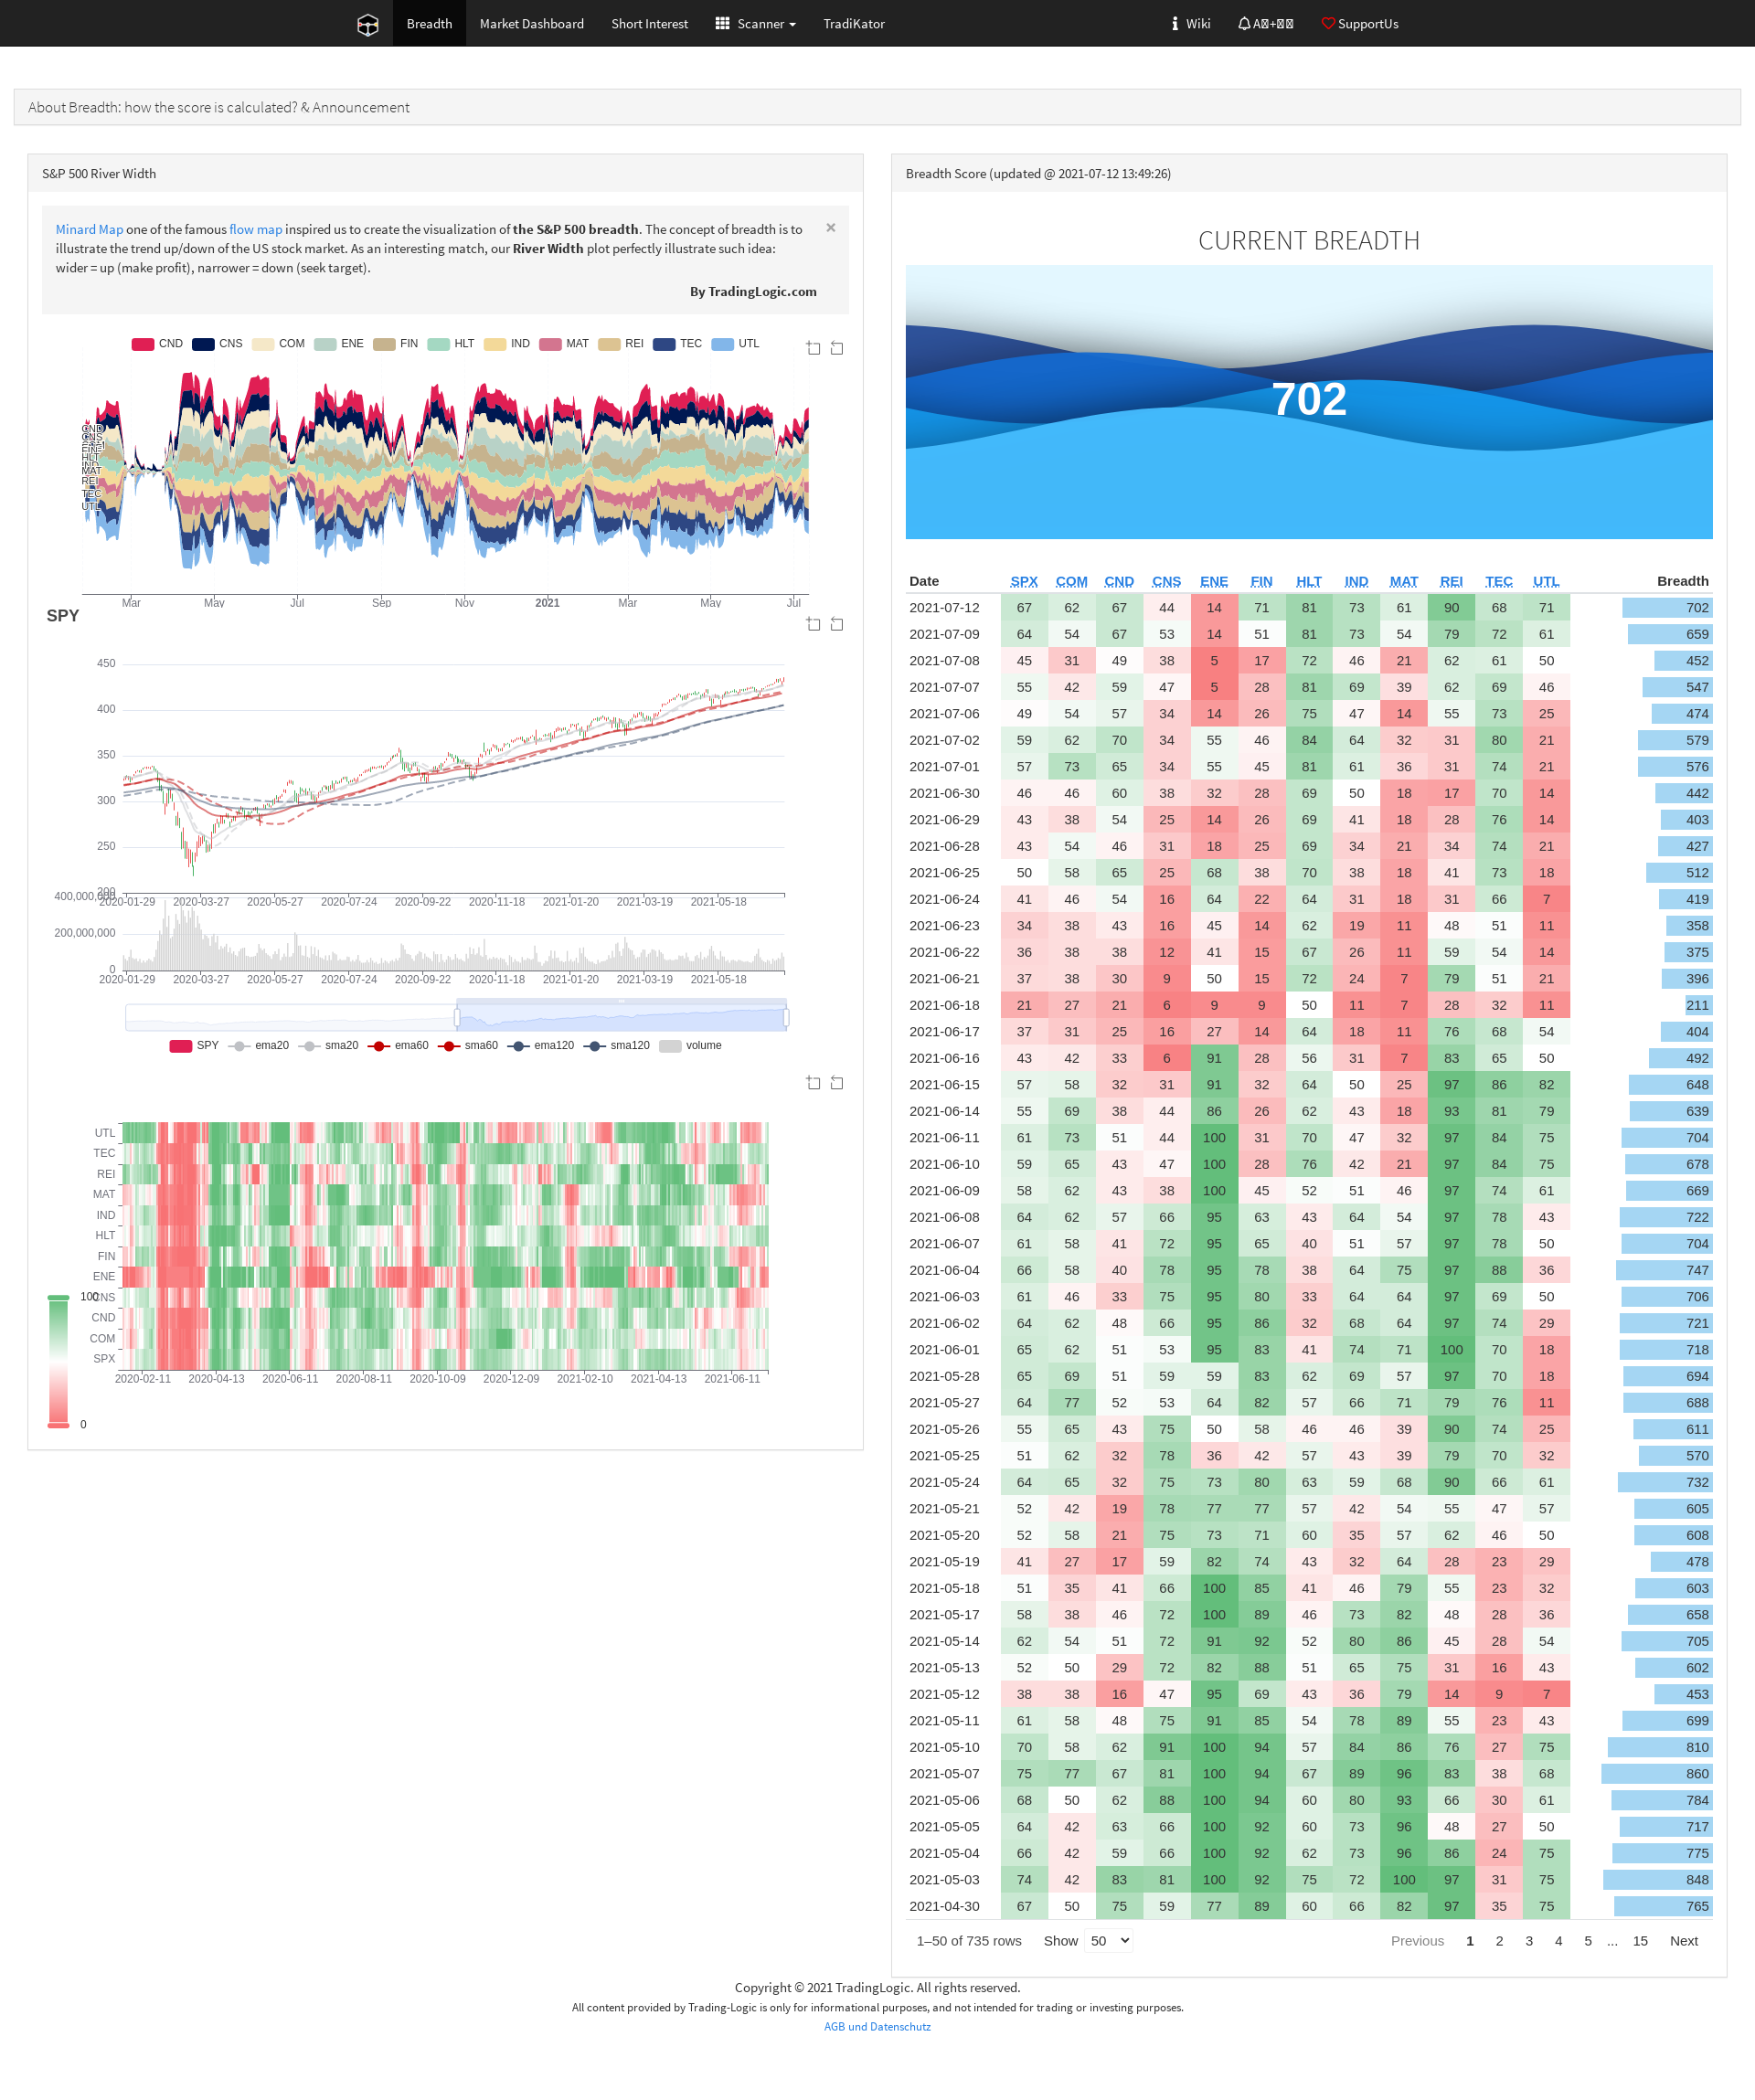 Breadth Market Dashboard Short Interest Scanner TradiKator Wiki SupportUs
About Breadth: how the score is calculated? & Announcement
S&P 500 River Width
Minard Map one of the famous flow map inspired us to create the visualization of the S&P 500 breadth. The concept of breadth is to
illustrate the trend up/down of the US stock market. As an interesting match, our River Width plot perfectly illustrate such idea:
wider = up (make profit), narrower = down (seek target).
By TradingLogic.com
×
CND CNS COM ENE FIN HLT IND MAT REI TEC UTL
CND
CNS
FIN
HLT
IND
MAT
REI
TEC
UTL
Mar May Jul Sep Nov 2021 Mar May Jul
SPY
450
400
350
300
250
200
2020-01-29 2020-03-27 2020-05-27 2020-07-24 2020-09-22 2020-11-18 2021-01-20 2021-03-19 2021-05-18
400,000,000
200,000,000
0
2020-01-29 2020-03-27 2020-05-27 2020-07-24 2020-09-22 2020-11-18 2021-01-20 2021-03-19 2021-05-18
SPY ema20 sma20 ema60 sma60 ema120 sma120 volume
UTL
TEC
REI
MAT
IND
HLT
FIN
ENE
CNS
CND
COM
SPX
2020-02-11 2020-04-13 2020-06-11 2020-08-11 2020-10-09 2020-12-09 2021-02-10 2021-04-13 2021-06-11
100
0
Breadth Score (updated @ 2021-07-12 13:49:26)
CURRENT BREADTH
702
Date SPX COM CND CNS ENE FIN HLT IND MAT REI TEC UTL Breadth
2021-07-12 67 62 67 44 14 71 81 73 61 90 68 71 702
2021-07-09 64 54 67 53 14 51 81 73 54 79 72 61 659
2021-07-08 45 31 49 38 5 17 72 46 21 62 61 50 452
2021-07-07 55 42 59 47 5 28 81 69 39 62 69 46 547
2021-07-06 49 54 57 34 14 26 75 47 14 55 73 25 474
2021-07-02 59 62 70 34 55 46 84 64 32 31 80 21 579
2021-07-01 57 73 65 34 55 45 81 61 36 31 74 21 576
2021-06-30 46 46 60 38 32 28 69 50 18 17 70 14 442
2021-06-29 43 38 54 25 14 26 69 41 18 28 76 14 403
2021-06-28 43 54 46 31 18 25 69 34 21 34 74 21 427
2021-06-25 50 58 65 25 68 38 70 38 18 41 73 18 512
2021-06-24 41 46 54 16 64 22 64 31 18 31 66 7 419
2021-06-23 34 38 43 16 45 14 62 19 11 48 51 11 358
2021-06-22 36 38 38 12 41 15 67 26 11 59 54 14 375
2021-06-21 37 38 30 9 50 15 72 24 7 79 51 21 396
2021-06-18 21 27 21 6 9 9 50 11 7 28 32 11 211
2021-06-17 37 31 25 16 27 14 64 18 11 76 68 54 404
2021-06-16 43 42 33 6 91 28 56 31 7 83 65 50 492
2021-06-15 57 58 32 31 91 32 64 50 25 97 86 82 648
2021-06-14 55 69 38 44 86 26 62 43 18 93 81 79 639
2021-06-11 61 73 51 44 100 31 70 47 32 97 84 75 704
2021-06-10 59 65 43 47 100 28 76 42 21 97 84 75 678
2021-06-09 58 62 43 38 100 45 52 51 46 97 74 61 669
2021-06-08 64 62 57 66 95 63 43 64 54 97 78 43 722
2021-06-07 61 58 41 72 95 65 40 51 57 97 78 50 704
2021-06-04 66 58 40 78 95 78 38 64 75 97 88 36 747
2021-06-03 61 46 33 75 95 80 33 64 64 97 69 50 706
2021-06-02 64 62 48 66 95 86 32 68 64 97 74 29 721
2021-06-01 65 62 51 53 95 83 41 74 71 100 70 18 718
2021-05-28 65 69 51 59 59 83 62 69 57 97 70 18 694
2021-05-27 64 77 52 53 64 82 57 66 71 79 76 11 688
2021-05-26 55 65 43 75 50 58 46 46 39 90 74 25 611
2021-05-25 51 62 32 78 36 42 57 43 39 79 70 32 570
2021-05-24 64 65 32 75 73 80 63 59 68 90 66 61 732
2021-05-21 52 42 19 78 77 77 57 42 54 55 47 57 605
2021-05-20 52 58 21 75 73 71 60 35 57 62 46 50 608
2021-05-19 41 27 17 59 82 74 43 32 64 28 23 29 478
2021-05-18 51 35 41 66 100 85 41 46 79 55 23 32 603
2021-05-17 58 38 46 72 100 89 46 73 82 48 28 36 658
2021-05-14 62 54 51 72 91 92 52 80 86 45 28 54 705
2021-05-13 52 50 29 72 82 88 51 65 75 31 16 43 602
2021-05-12 38 38 16 47 95 69 43 36 79 14 9 7 453
2021-05-11 61 58 48 75 91 85 54 78 89 55 23 43 699
2021-05-10 70 58 62 91 100 94 57 84 86 76 27 75 810
2021-05-07 75 77 67 81 100 94 67 89 96 83 38 68 860
2021-05-06 68 50 62 88 100 94 60 80 93 66 30 61 784
2021-05-05 64 42 63 66 100 92 60 73 96 48 27 50 717
2021-05-04 66 42 59 66 100 92 62 73 96 86 24 75 775
2021-05-03 74 42 83 81 100 92 75 72 100 97 31 75 848
2021-04-30 67 50 75 59 77 89 60 66 82 97 35 75 765
1–50 of 735 rows Show 50 Previous 1 2 3 4 5 ... 15 Next
Copyright © 2021 TradingLogic. All rights reserved.
All content provided by Trading-Logic is only for informational purposes, and not intended for trading or investing purposes.
AGB und Datenschutz